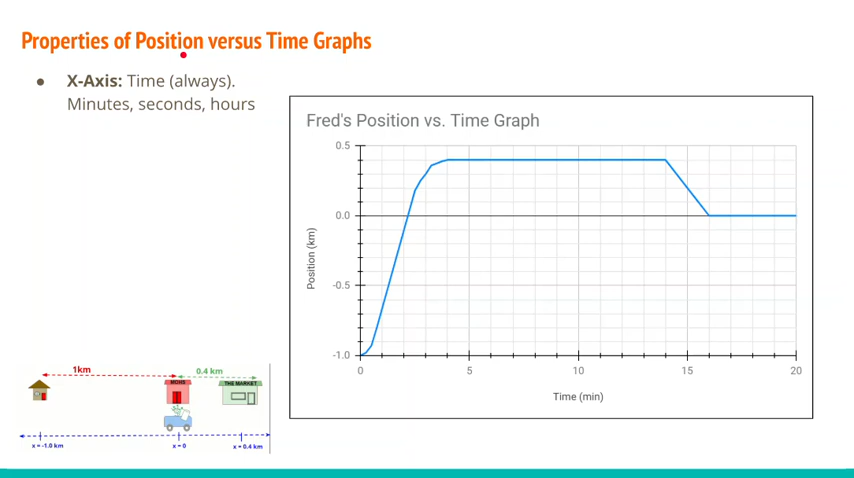 Properties of Position versus Time Graphs
● X-Axis: Time (always).
Minutes, seconds, hours
Fred's Position vs. Time Graph
0.5
0.0
-0.5
-1.0
Position (km)
0 5 10 15 20
Time (min)
1km 0.4 km
MGHS THE MARKET
x = -1.0 km x = 0 x = 0.4 km